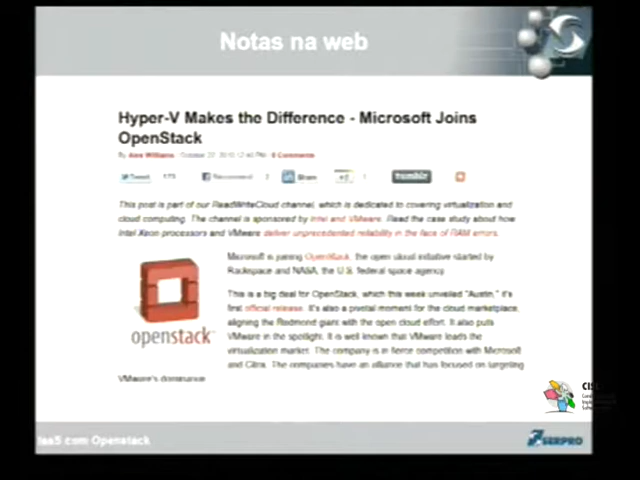 Notas na web
Hyper-V Makes the Difference - Microsoft Joins
OpenStack
By Alex Williams October 22, 2010 0 Comments
Tweet 173 Recommend Share +1 tumblr
This post is part of our ReadWriteCloud channel, which is dedicated to covering virtualization and
cloud computing. The channel is sponsored by Intel and VMware. Read the case study about how
Intel Xeon processors and VMware deliver unprecedented reliability in the face of RAM errors.
Microsoft is joining OpenStack, the open cloud initiative started by
Rackspace and NASA, the U.S. federal space agency.
This is a big deal for OpenStack, which this week unveiled "Austin," it's
first official release. It's also a pivotal moment for the cloud marketplace,
aligning the Redmond giant with the open cloud effort. It also puts
VMware in the spotlight. It is well known that VMware leads the
virtualization market. The company is in fierce competition with Microsoft
and Citrix. The companies have an alliance that has focused on targeting
VMware's dominance
openstack
IaaS com Openstack
SERPRO